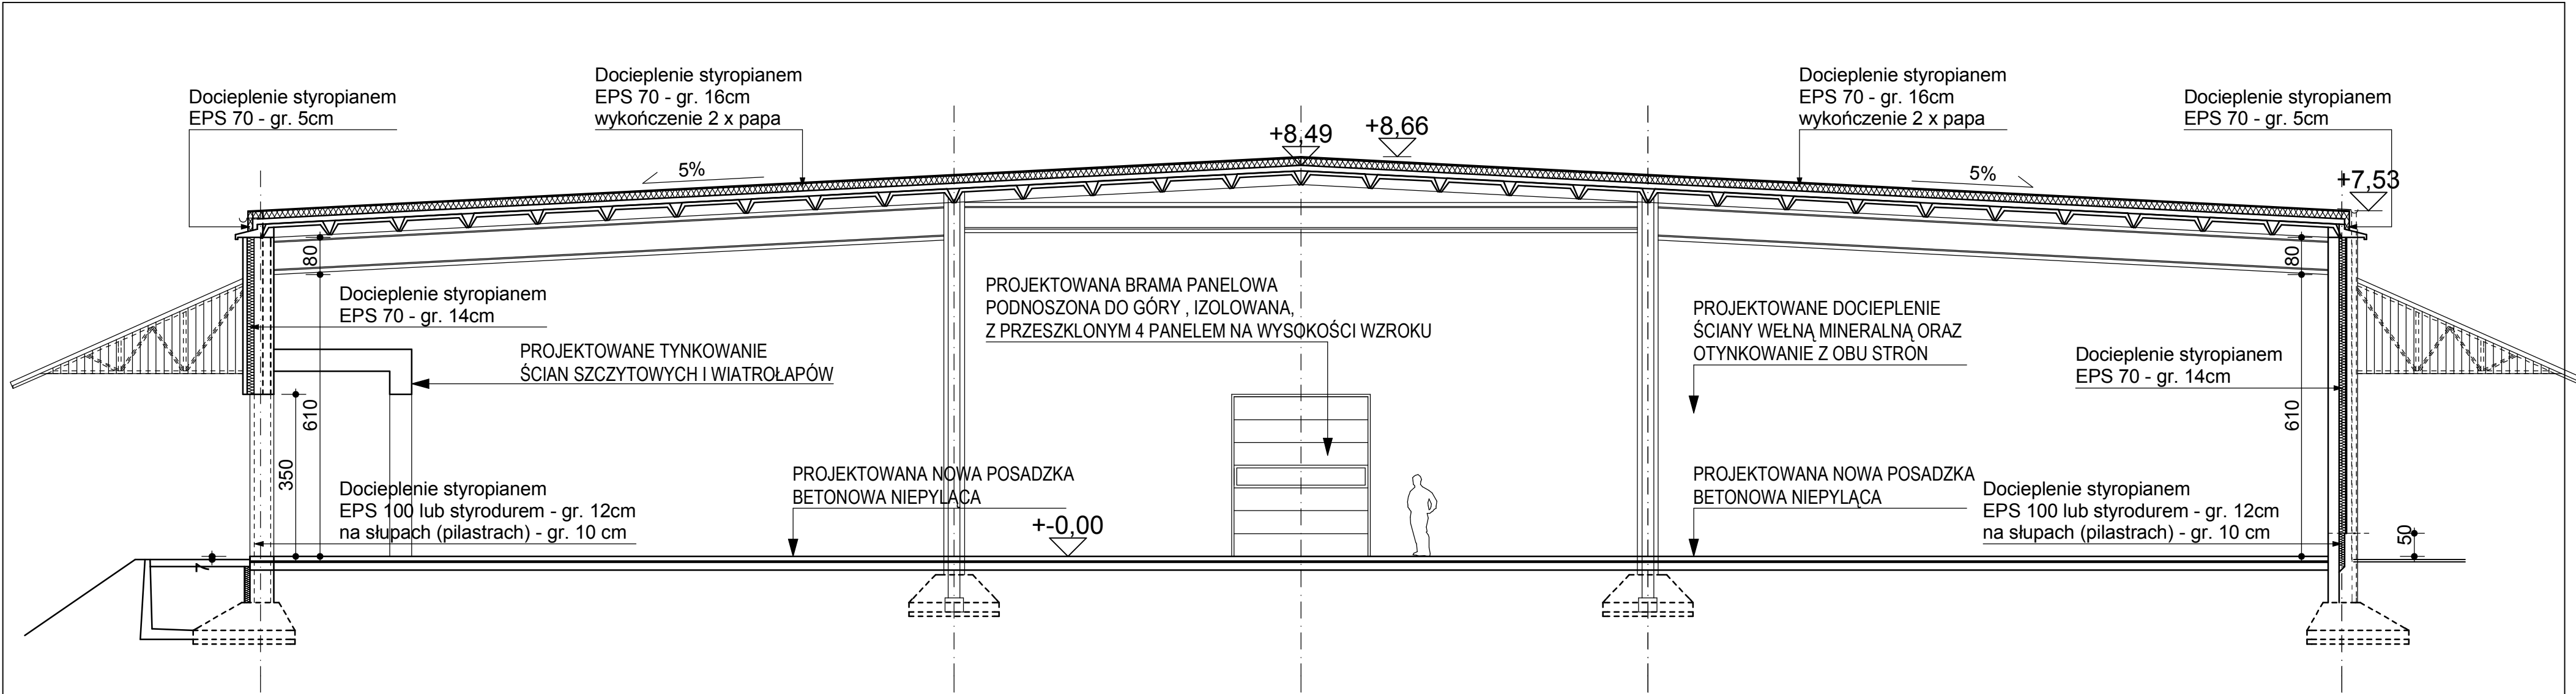 Docieplenie styropianem
EPS 70 - gr. 5cm
Docieplenie styropianem
EPS 70 - gr. 16cm
wykończenie 2 x papa
+8,49
+8,66
Docieplenie styropianem
EPS 70 - gr. 16cm
wykończenie 2 x papa
Docieplenie styropianem
EPS 70 - gr. 5cm
5%
5%
+7,53
80
80
Docieplenie styropianem
EPS 70 - gr. 14cm
PROJEKTOWANE TYNKOWANIE
ŚCIAN SZCZYTOWYCH I WIATROŁAPÓW
PROJEKTOWANA BRAMA PANELOWA
PODNOSZONA DO GÓRY , IZOLOWANA,
Z PRZESZKLONYM 4 PANELEM NA WYSOKOŚCI WZROKU
PROJEKTOWANE DOCIEPLENIE
ŚCIANY WEŁNĄ MINERALNĄ ORAZ
OTYNKOWANIE Z OBU STRON
Docieplenie styropianem
EPS 70 - gr. 14cm
610
350
610
Docieplenie styropianem
EPS 100 lub styrodurem - gr. 12cm
na słupach (pilastrach) - gr. 10 cm
PROJEKTOWANA NOWA POSADZKA
BETONOWA NIEPYLĄCA
+-0,00
PROJEKTOWANA NOWA POSADZKA
BETONOWA NIEPYLĄCA
Docieplenie styropianem
EPS 100 lub styrodurem - gr. 12cm
na słupach (pilastrach) - gr. 10 cm
50
7